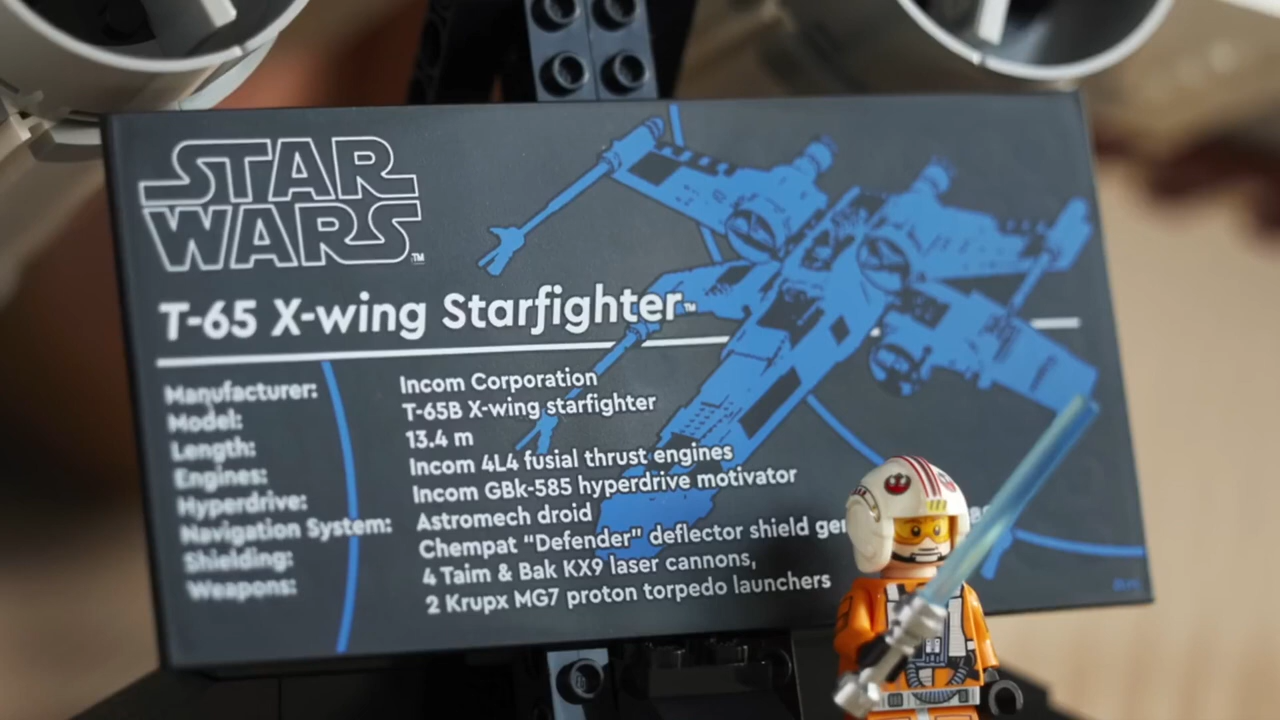 STAR
WARS™
T-65 X-wing Starfighter™
Manufacturer: Incom Corporation
Model: T-65B X-wing starfighter
Length: 13.4 m
Engines: Incom 4L4 fusial thrust engines
Hyperdrive: Incom GBk-585 hyperdrive motivator
Navigation System: Astromech droid
Shielding: Chempat “Defender” deflector shield
Weapons: 4 Taim & Bak KX9 laser cannons,
2 Krupx MG7 proton torpedo launchers